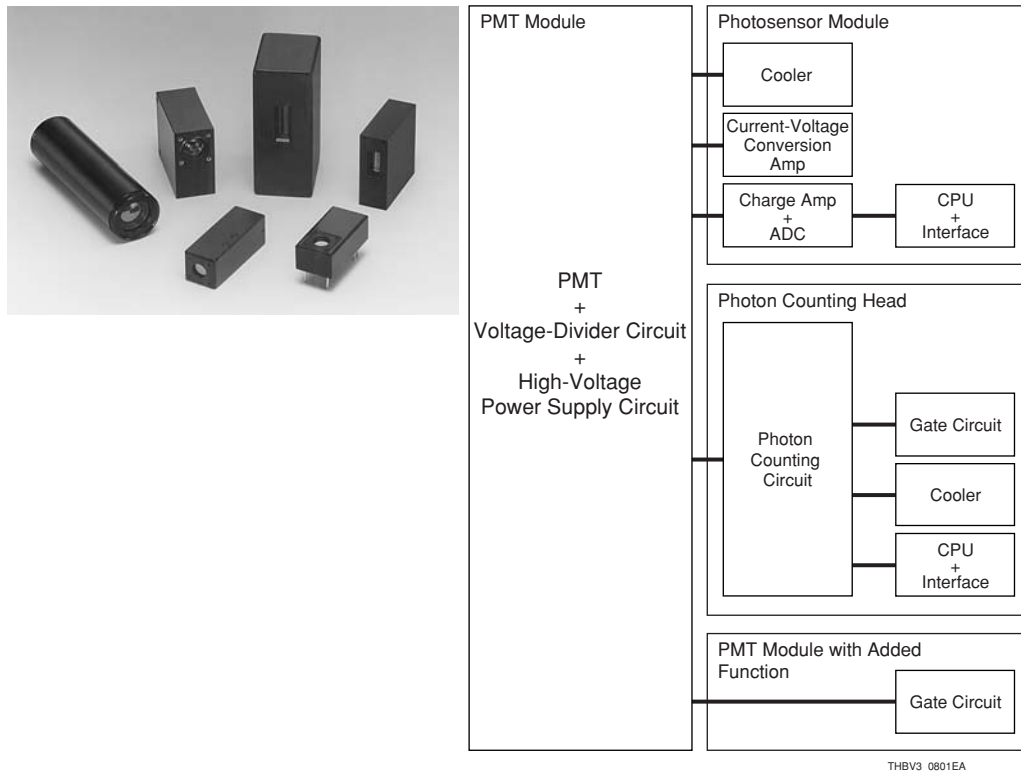 PMT Module
PMT
+
Voltage-Divider Circuit
+
High-Voltage
Power Supply Circuit
Photosensor Module
Cooler
Current-Voltage
Conversion
Amp
Charge Amp
+
ADC
CPU
+
Interface
Photon Counting Head
Photon
Counting
Circuit
Gate Circuit
Cooler
CPU
+
Interface
PMT Module with Added
Function
Gate Circuit
THBV3_0801EA